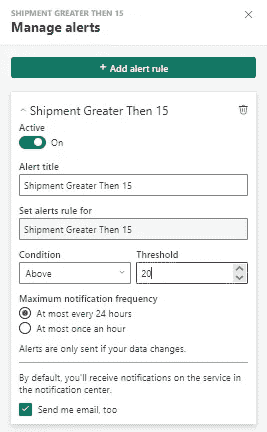 SHIPMENT GREATER THEN 15
Manage alerts
+ Add alert rule
Shipment Greater Then 15
Active
On
Alert title
Shipment Greater Then 15
Set alerts rule for
Shipment Greater Then 15
Condition Threshold
Above 20
Maximum notification frequency
At most every 24 hours
At most once an hour
Alerts are only sent if your data changes.
By default, you'll receive notifications on the service in
the notification center.
Send me email, too